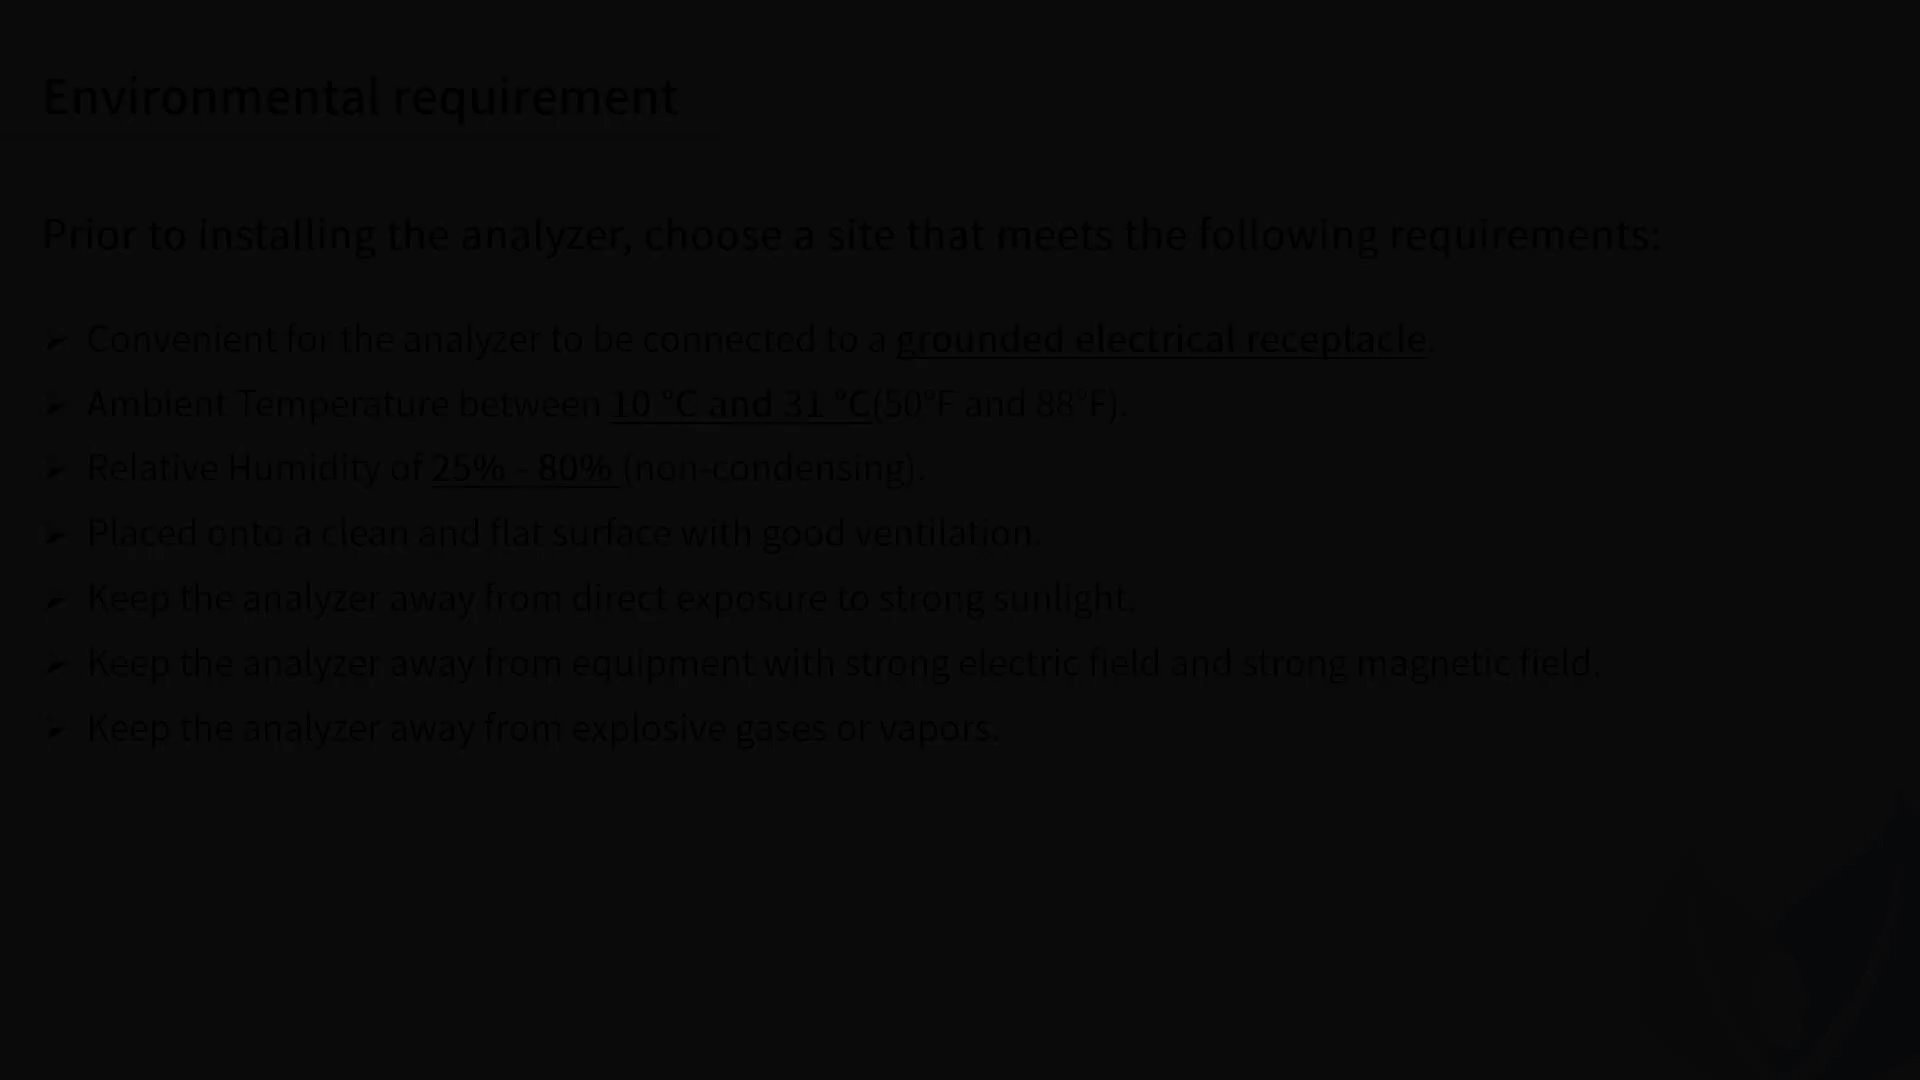 Environmental requirement
Prior to installing the analyzer, choose a site that meets the following requirements:
➢ Convenient for the analyzer to be connected to a grounded electrical receptacle.
➢ Ambient Temperature between 10 °C and 31 °C(50°F and 88°F).
➢ Relative Humidity of 25% - 80% (non-condensing).
➢ Placed onto a clean and flat surface with good ventilation.
➢ Keep the analyzer away from direct exposure to strong sunlight.
➢ Keep the analyzer away from equipment with strong electric field and strong magnetic field.
➢ Keep the analyzer away from explosive gases or vapors.